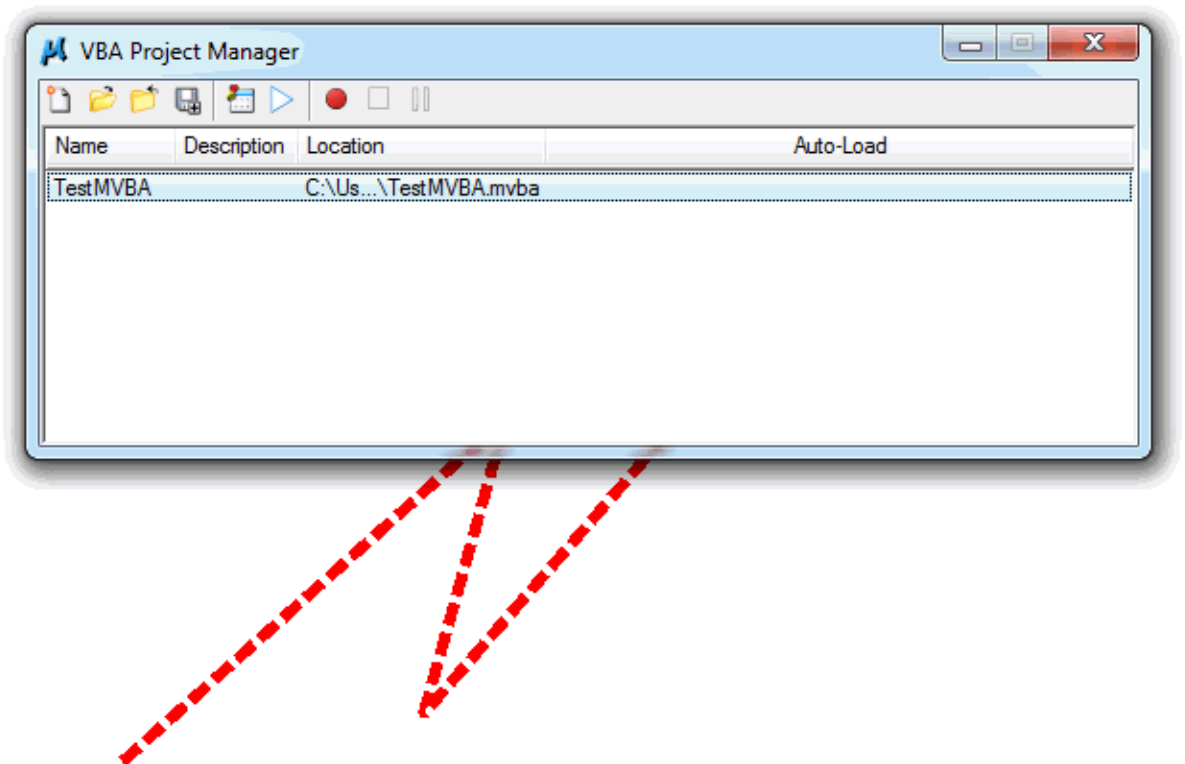 VBA Project Manager
Name Description Location Auto-Load
TestMVBA C:\Us...\TestMVBA.mvba